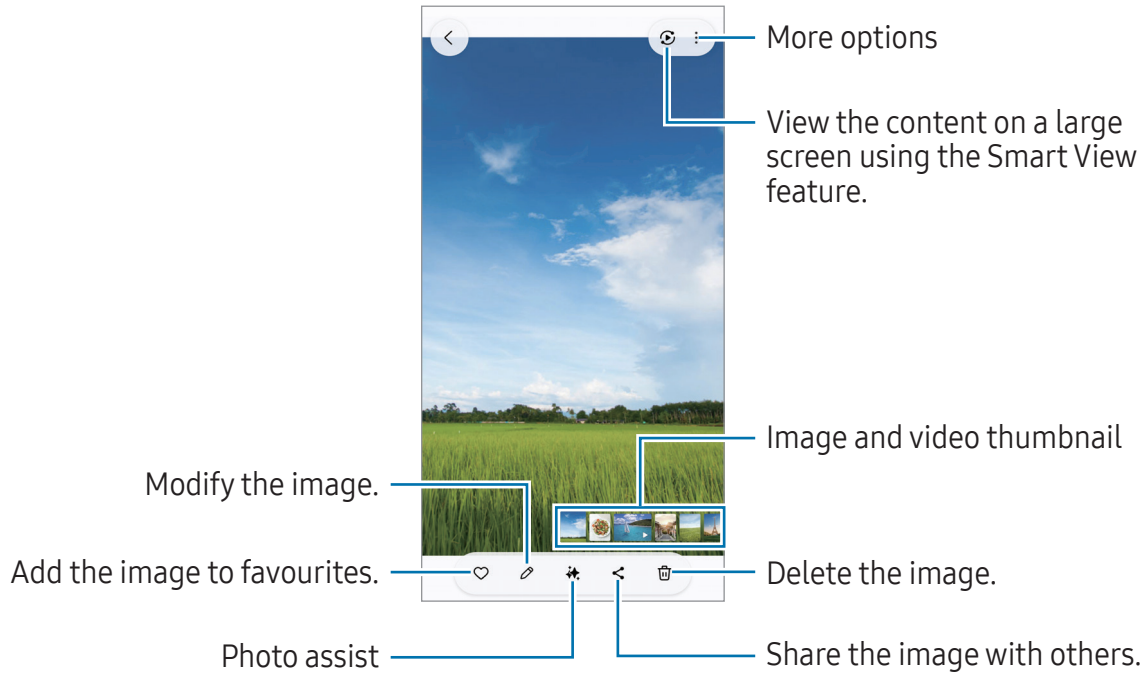 More options
View the content on a large
screen using the Smart View
feature.
Image and video thumbnail
Modify the image.
Add the image to favourites.
Delete the image.
Photo assist
Share the image with others.